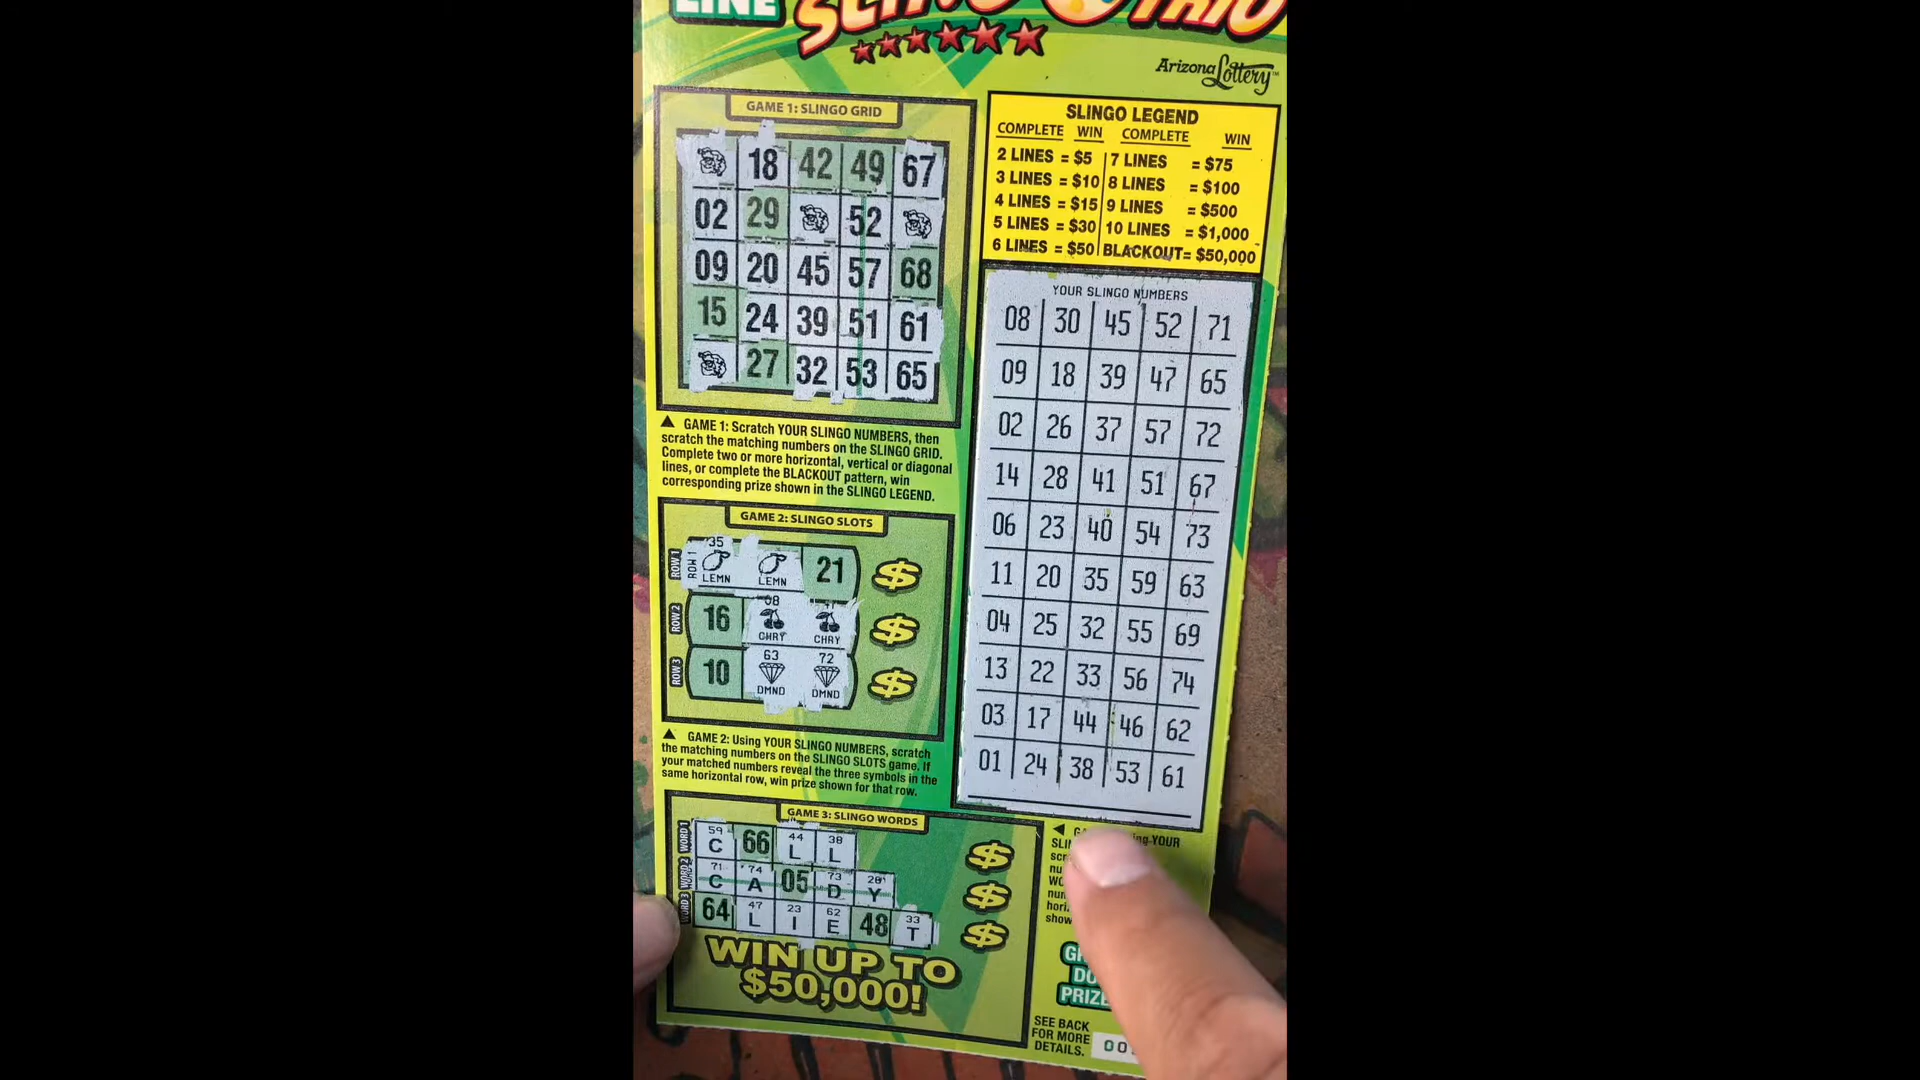 LINE SLINGO TRIO
Arizona Lottery™
GAME 1: SLINGO GRID
18 42 49 67
02 29 52
09 20 45 57 68
15 24 39 51 61
27 32 53 65
SLINGO LEGEND
COMPLETE WIN COMPLETE WIN
2 LINES = $5 7 LINES = $75
3 LINES = $10 8 LINES = $100
4 LINES = $15 9 LINES = $500
5 LINES = $30 10 LINES = $1,000
6 LINES = $50 BLACKOUT= $50,000
YOUR SLINGO NUMBERS
08 30 45 52 71
09 18 39 47 65
02 26 37 57 72
14 28 41 51 67
06 23 40 54 73
11 20 35 59 63
04 25 32 55 69
13 22 33 56 74
03 17 44 46 62
01 24 38 53 61
▲ GAME 1: Scratch YOUR SLINGO NUMBERS, then
scratch the matching numbers on the SLINGO GRID.
Complete two or more horizontal, vertical or diagonal
lines, or complete the BLACKOUT pattern, win
corresponding prize shown in the SLINGO LEGEND.
GAME 2: SLINGO SLOTS
ROW 1 ROW 1 35 LEMN LEMN 21 $
ROW 2 16 08 CHRY CHRY $
ROW 3 10 63 DMND 72 DMND $
▲ GAME 2: Using YOUR SLINGO NUMBERS, scratch
the matching numbers on the SLINGO SLOTS game. If
your matched numbers reveal the three symbols in the
same horizontal row, win prize shown for that row.
GAME 3: SLINGO WORDS
WORD 1 59 C 66 44 L 38 L $
WORD 2 71 C 74 A 05 73 D 28 Y $
WORD 3 64 47 L 23 I 62 E 48 33 T $
WIN UP TO
$50,000!
YOUR
PRIZE
SEE BACK
FOR MORE
DETAILS.